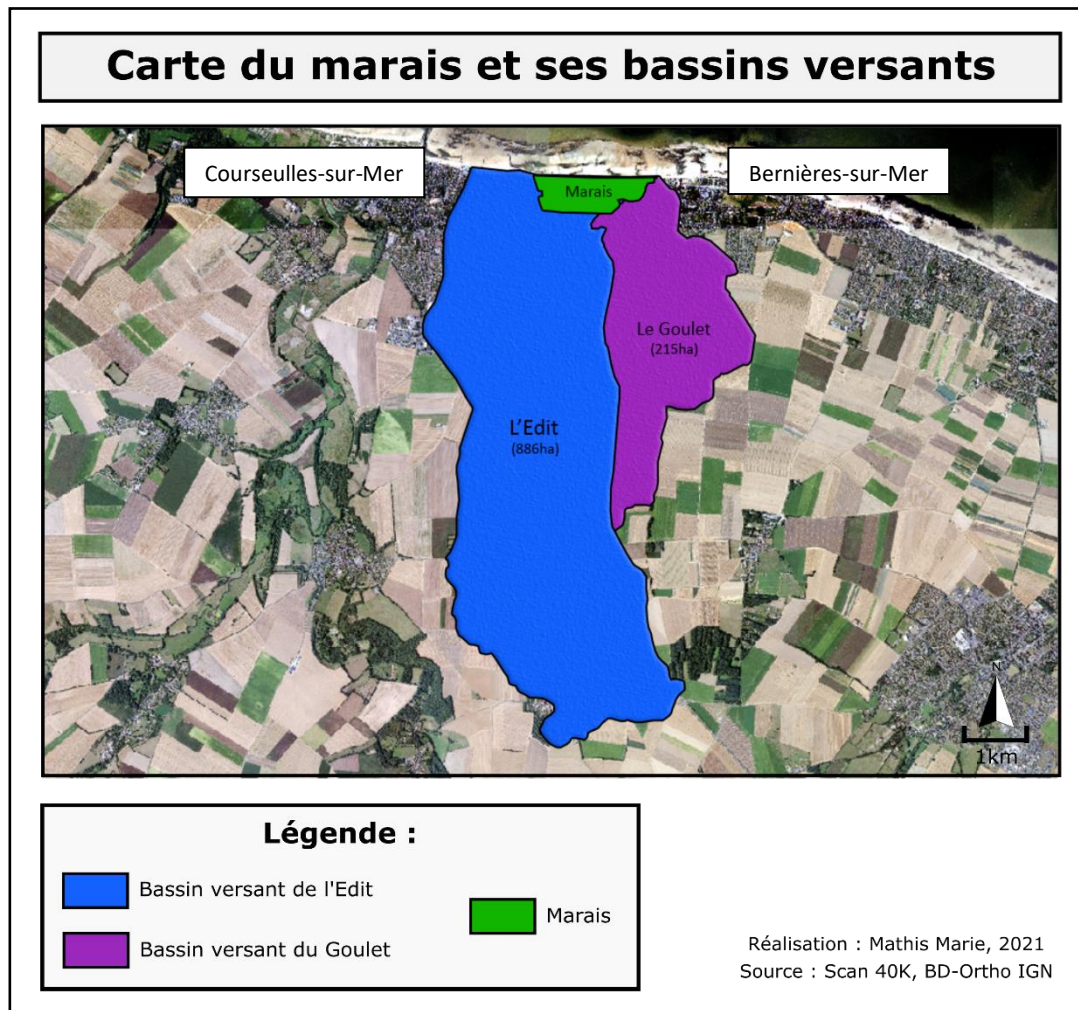 Carte du marais et ses bassins versants
Courseulles-sur-Mer
Bernières-sur-Mer
Marais
Le Goulet
(215ha)
L'Edit
(886ha)
N
1km
Légende :
Bassin versant de l'Edit
Marais
Bassin versant du Goulet
Réalisation : Mathis Marie, 2021
Source : Scan 40K, BD-Ortho IGN